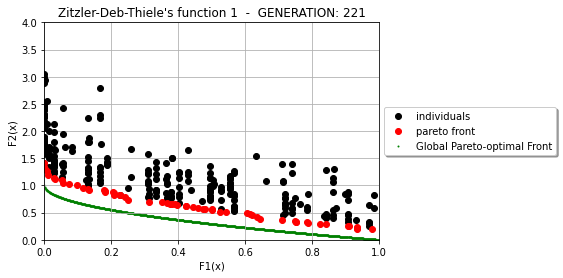 Zitzler-Deb-Thiele's function 1  -  GENERATION: 221
4.0
3.5
3.0
2.5
2.0
1.5
1.0
0.5
0.0
F2(x)
0.0 0.2 0.4 0.6 0.8 1.0
F1(x)
individuals
pareto front
Global Pareto-optimal Front